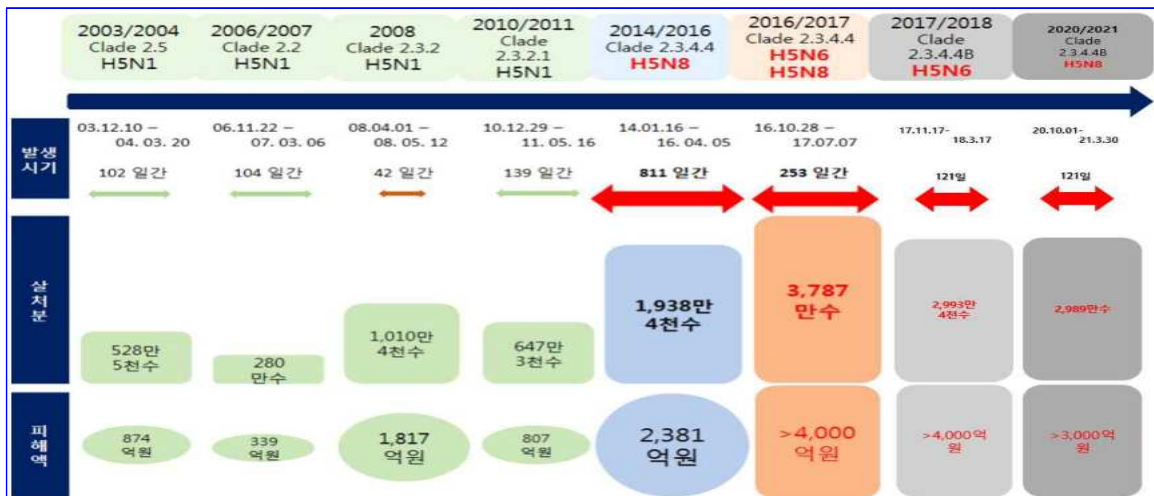 2003/2004
Clade 2.5
H5N1
2006/2007
Clade 2.2
H5N1
2008
Clade 2.3.2
H5N1
2010/2011
Clade
2.3.2.1
H5N1
2014/2016
Clade 2.3.4.4
H5N8
2016/2017
Clade 2.3.4.4
H5N6
H5N8
2017/2018
Clade
2.3.4.4B
H5N6
2020/2021
Clade
2.3.4.4B
H5N8
발생
시기
03.12.10 –
04. 03. 20
102 일간
06.11.22 –
07. 03. 06
104 일간
08.04.01 –
08. 05. 12
42 일간
10.12.29 –
11. 05. 16
139 일간
14.01.16 –
16. 04. 05
811 일간
16.10.28 –
17.07.07
253 일간
17.11.17-
18.3.17
121일
20.10.01-
21.3.30
121일
살
처
분
528만
5천수
280
만수
1,010만
4천수
647만
3천수
1,938만
4천수
3,787
만수
2,993만
4천수
2,989만수
피
해
액
874
억원
339
억원
1,817
억원
807
억원
2,381
억원
>4,000
억원
>4,000억
원
>3,000억
원